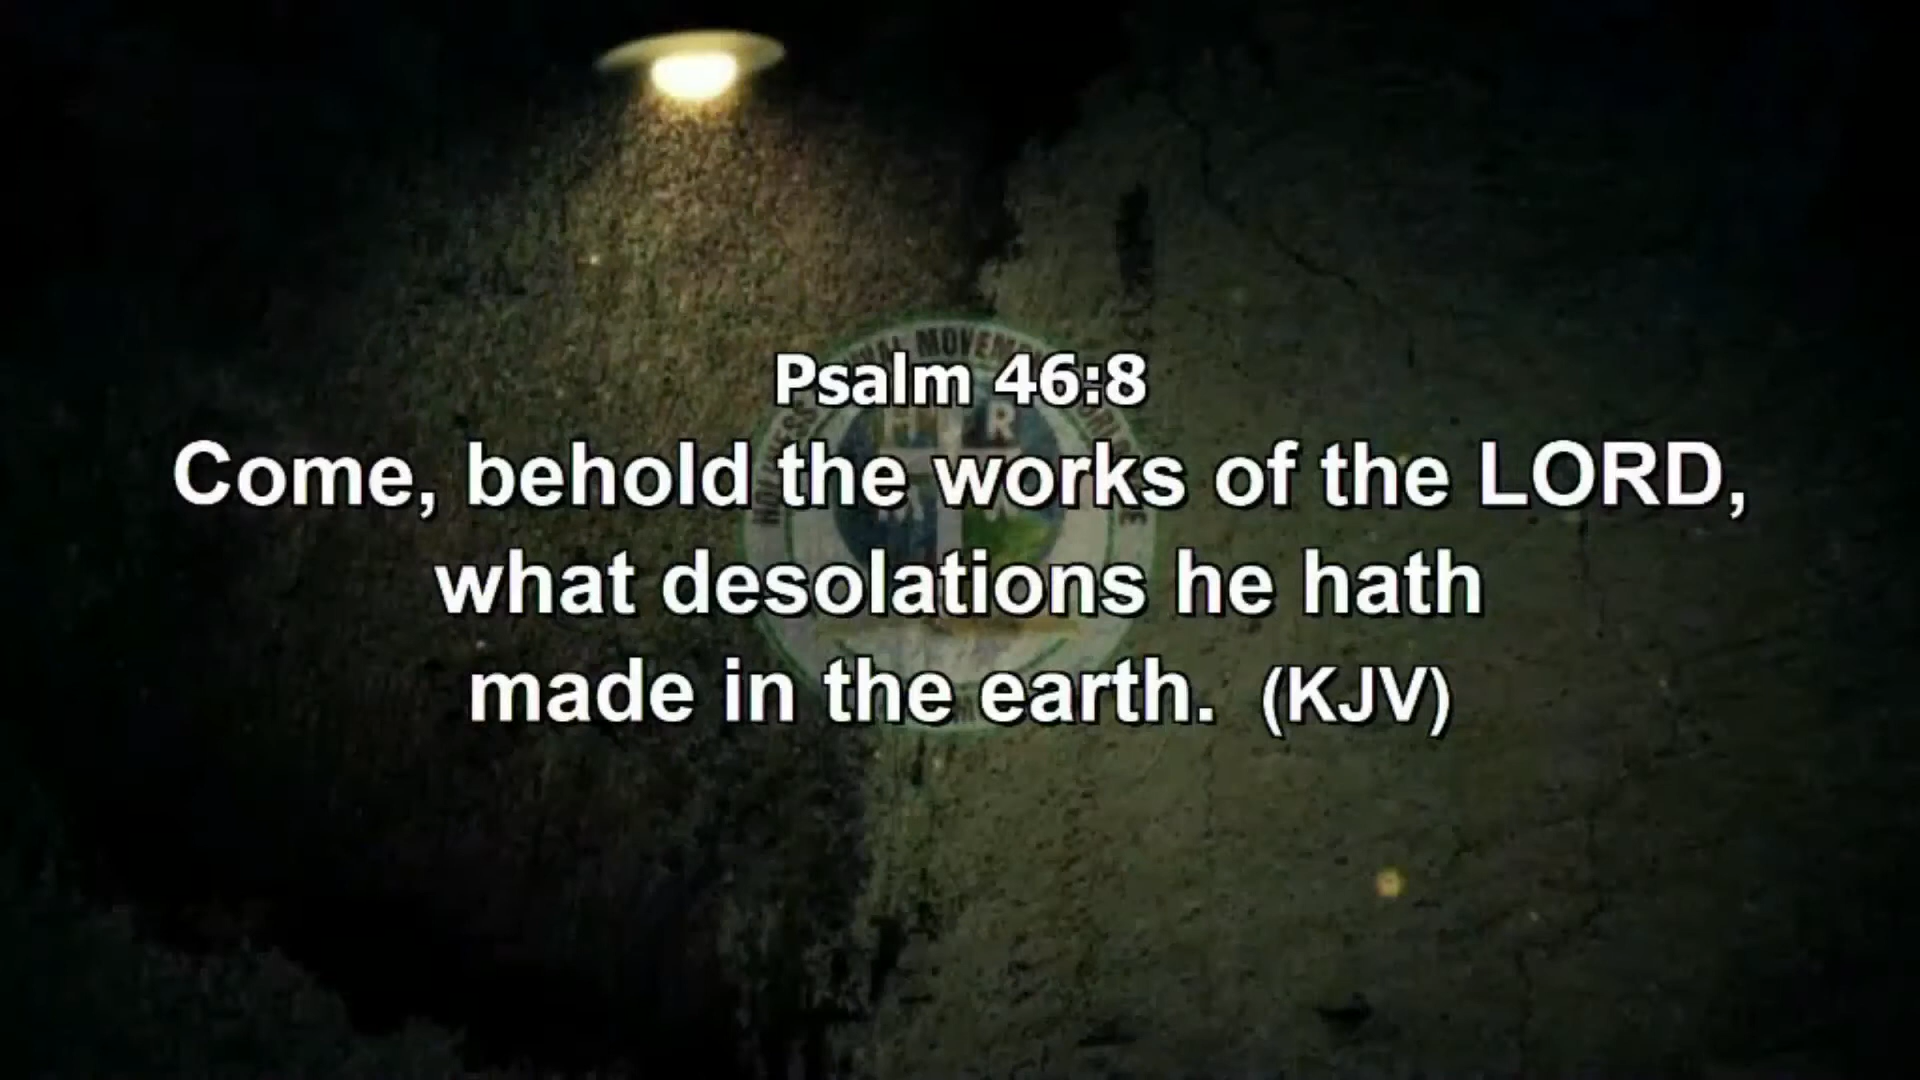 Psalm 46:8
Come, behold the works of the LORD,
what desolations he hath
made in the earth. (KJV)
H R